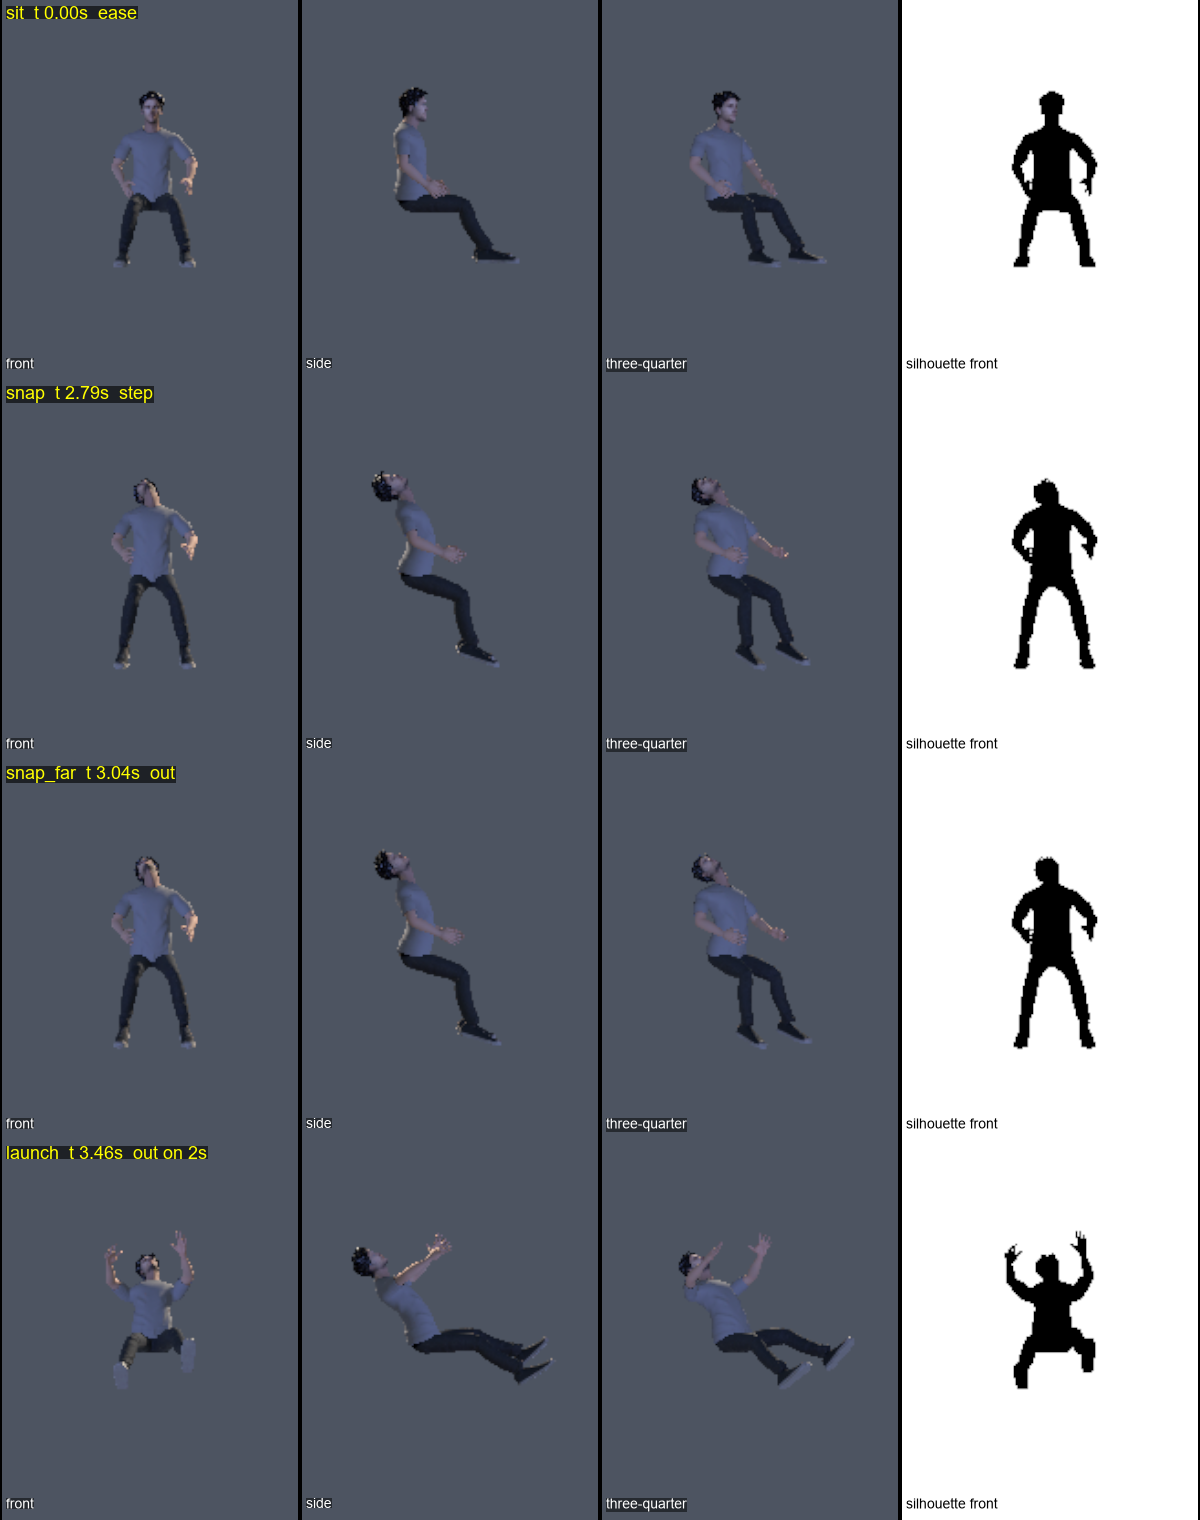 sit t 0.00s ease
front
side
three-quarter
silhouette front
snap t 2.79s step
front
side
three-quarter
silhouette front
snap_far t 3.04s out
front
side
three-quarter
silhouette front
launch t 3.46s out on 2s
front
side
three-quarter
silhouette front